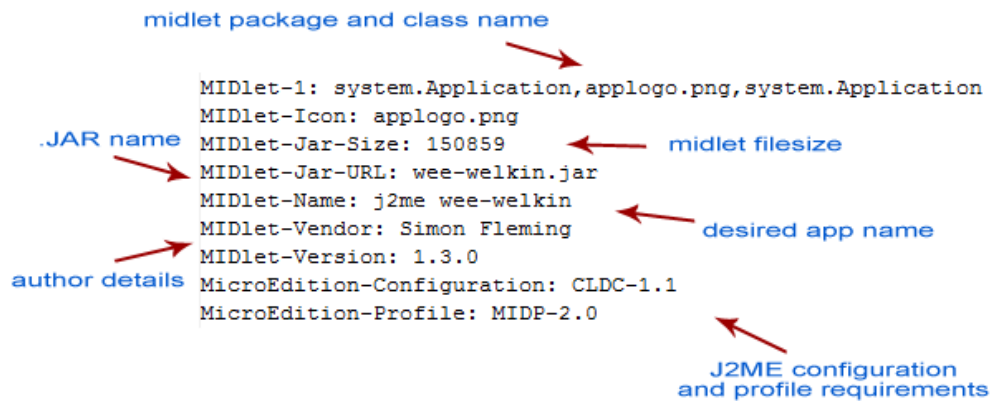 midlet package and class name
MIDlet-1: system.Application,applogo.png,system.Application
MIDlet-Icon: applogo.png
.JAR name
MIDlet-Jar-Size: 150859
midlet filesize
MIDlet-Jar-URL: wee-welkin.jar
MIDlet-Name: j2me wee-welkin
MIDlet-Vendor: Simon Fleming
desired app name
MIDlet-Version: 1.3.0
author details
MicroEdition-Configuration: CLDC-1.1
MicroEdition-Profile: MIDP-2.0
J2ME configuration
and profile requirements